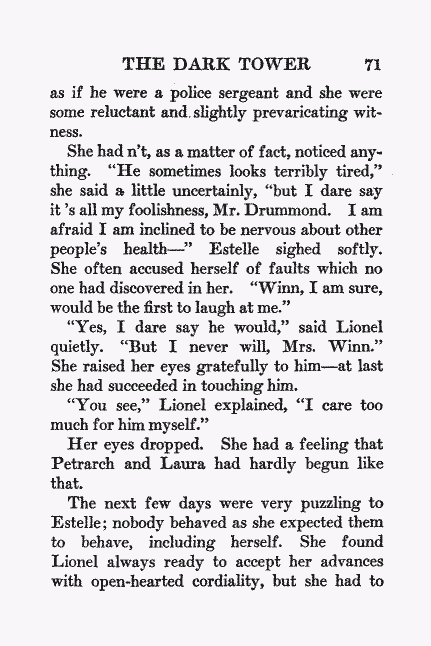 THE DARK TOWER 71
as if he were a police sergeant and she were
some reluctant and slightly prevaricating wit-
ness.
She had n't, as a matter of fact, noticed any-
thing. "He sometimes looks terribly tired,"
she said a little uncertainly, "but I dare say
it 's all my foolishness, Mr. Drummond. I am
afraid I am inclined to be nervous about other
people's health—" Estelle sighed softly.
She often accused herself of faults which no
one had discovered in her. "Winn, I am sure,
would be the first to laugh at me."
"Yes, I dare say he would," said Lionel
quietly. "But I never will, Mrs. Winn."
She raised her eyes gratefully to him—at last
she had succeeded in touching him.
"You see," Lionel explained, "I care too
much for him myself."
Her eyes dropped. She had a feeling that
Petrarch and Laura had hardly begun like
that.
The next few days were very puzzling to
Estelle; nobody behaved as she expected them
to behave, including herself. She found
Lionel always ready to accept her advances
with open-hearted cordiality, but she had to